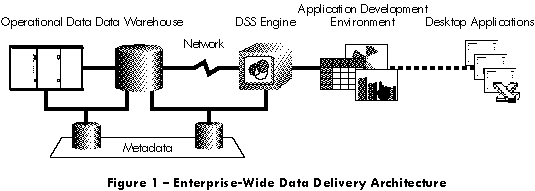 Operational Data Data Warehouse
Network
DSS Engine
Application Development
Environment
Desktop Applications
Metadata
Figure 1 – Enterprise-Wide Data Delivery Architecture